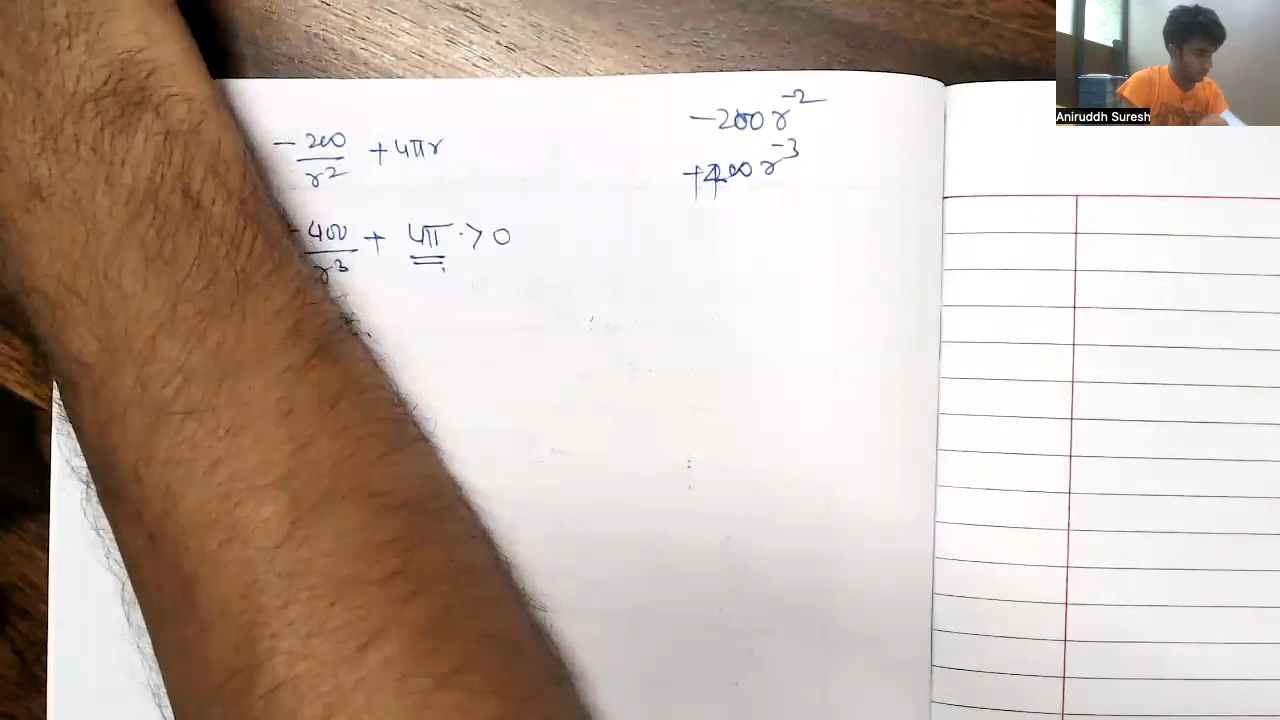 - 200/r² + 4πr
400/r³ + 4π > 0
-200 r⁻²
+400 r⁻³
Aniruddh Suresh